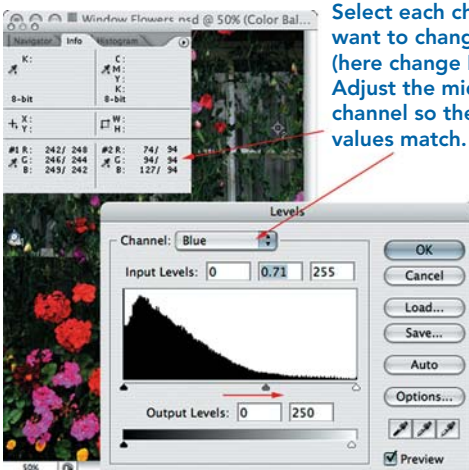 Window Flowers.psd @ 50% (Color Bal...
Navigator Info Histogram
K: C:
M:
Y:
K:
8-bit 8-bit
X: W:
Y: H:
#1 R: 242/ 248 #2 R: 74/ 94
G: 246/ 244 G: 94/ 94
B: 249/ 242 B: 127/ 94
Select each ch
want to chang
(here change
Adjust the mic
channel so the
values match.
Levels
Channel: Blue
Input Levels: 0 0.71 255
Output Levels: 0 250
OK
Cancel
Load...
Save...
Auto
Options...
Preview
50%